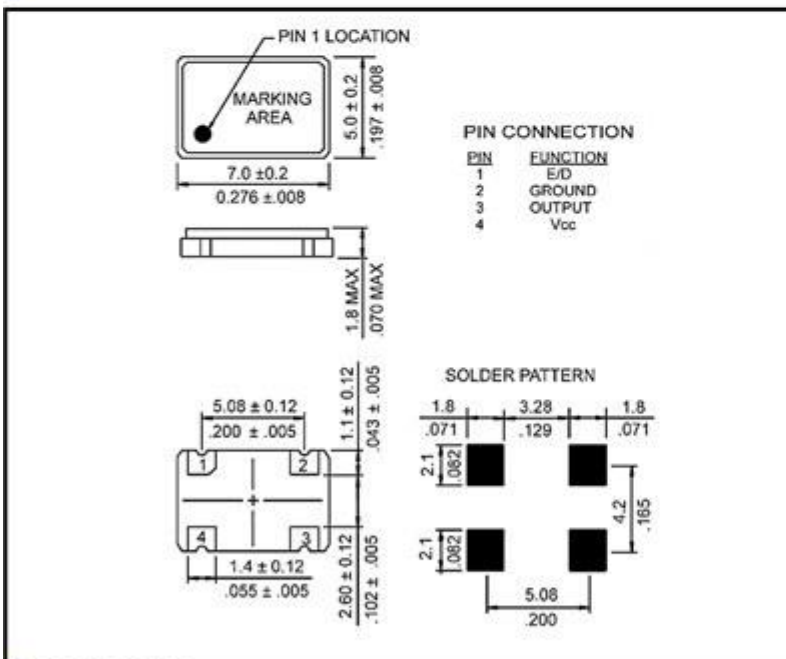 PIN 1 LOCATION
MARKING
AREA
5.0 ± 0.2
.197 ± .008
7.0 ±0.2
0.276 ±.008
PIN CONNECTION
PIN FUNCTION
1 E/D
2 GROUND
3 OUTPUT
4 Vcc
1.8 MAX
.070 MAX
5.08 ± 0.12
.200 ± .005
1.1 ± 0.12
.043 ± .005
1 2
4 3
1.4 ± 0.12
.055 ± .005
2.60 ± 0.12
.102 ± .005
SOLDER PATTERN
1.8 3.28 1.8
.071 .129 .071
2.1
.082
4.2
.165
2.1
.082
5.08
.200